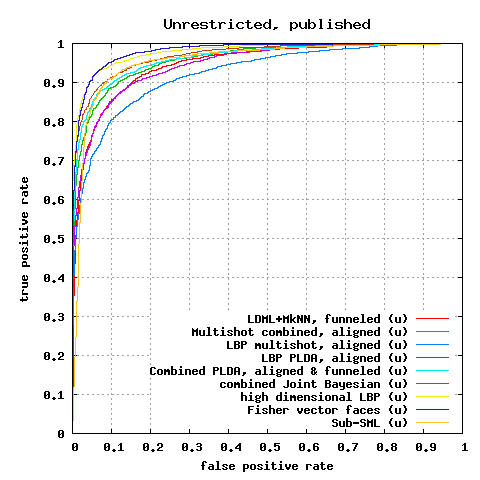 Unrestricted, published
1
0.9
0.8
0.7
0.6
0.5
0.4
0.3
0.2
0.1
0
true positive rate
LDML+MkNN, funneled (u)
Multishot combined, aligned (u)
LBP multishot, aligned (u)
LBP PLDA, aligned (u)
Combined PLDA, aligned & funneled (u)
combined Joint Bayesian (u)
high dimensional LBP (u)
Fisher vector faces (u)
Sub-SML (u)
0 0.1 0.2 0.3 0.4 0.5 0.6 0.7 0.8 0.9 1
false positive rate